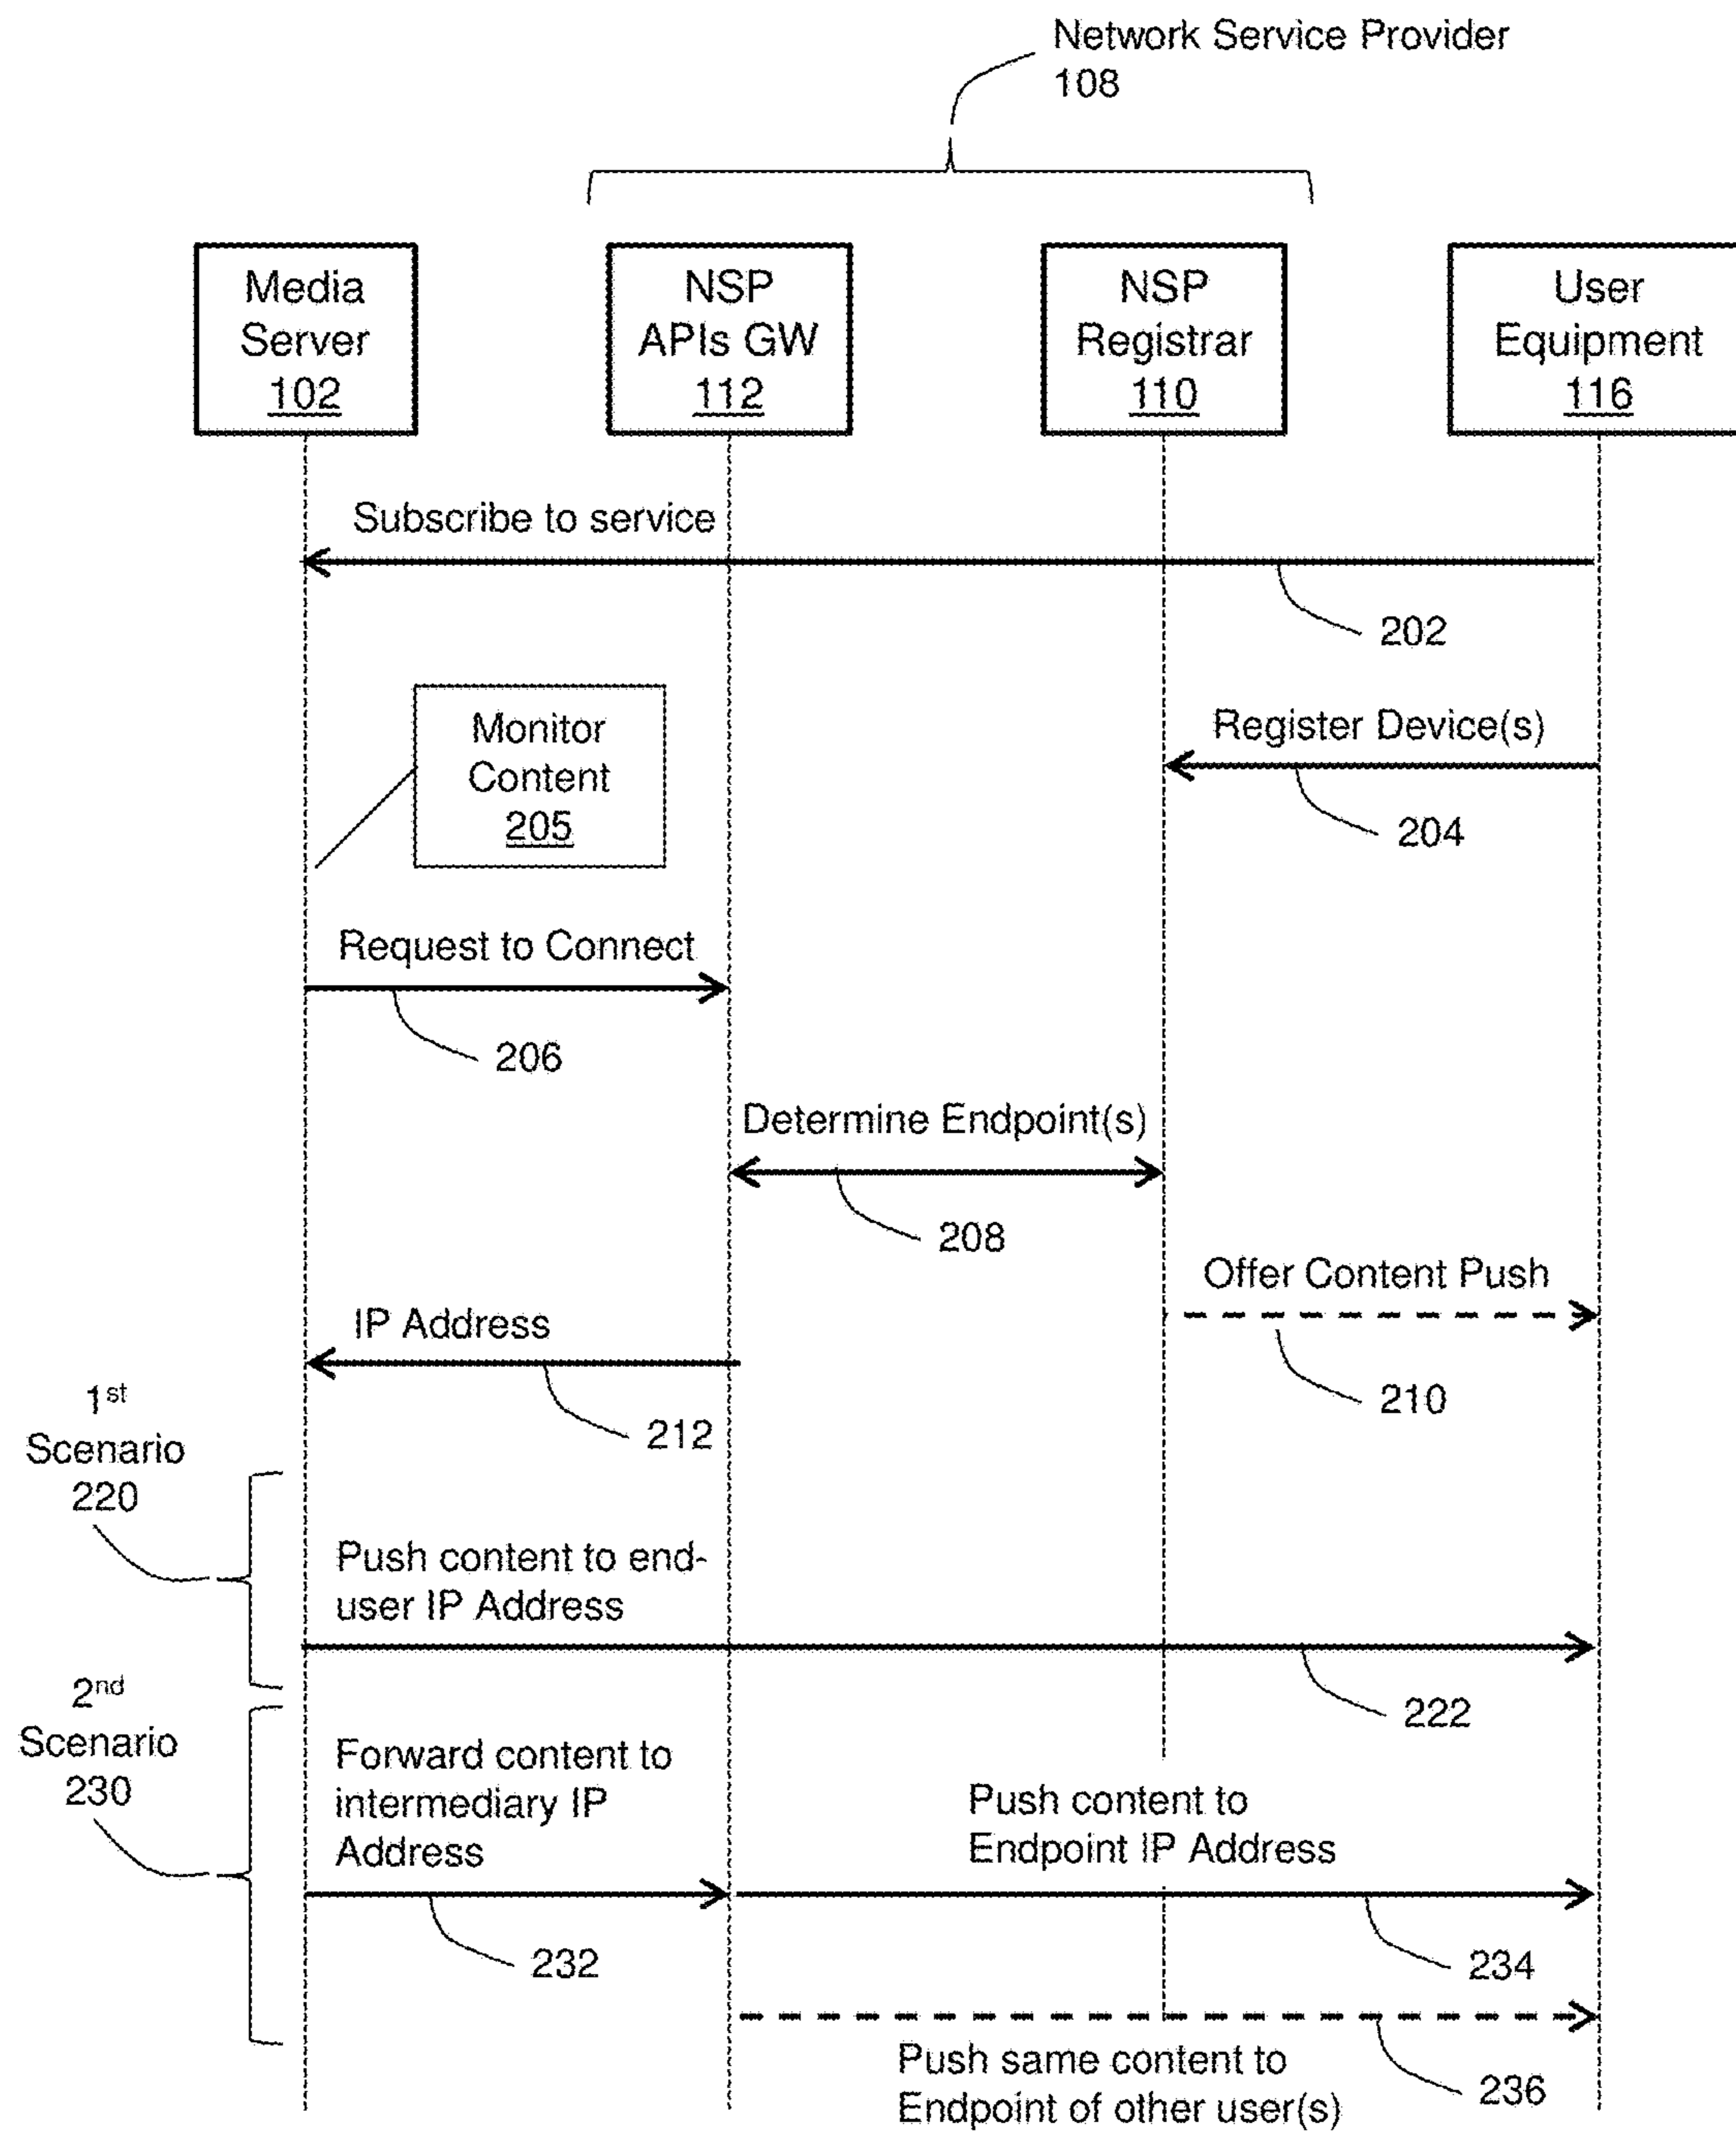 Network Service Provider
108
Media
Server
102
NSP
APIs GW
112
NSP
Registrar
110
User
Equipment
116
Subscribe to service
202
Monitor
Content
205
Register Device(s)
204
Request to Connect
206
Determine Endpoint(s)
208
Offer Content Push
210
IP Address
212
1st
Scenario
220
Push content to end-
user IP Address
222
2nd
Scenario
230
Forward content to
intermediary IP
Address
232
Push content to
Endpoint IP Address
234
Push same content to
Endpoint of other user(s)
236